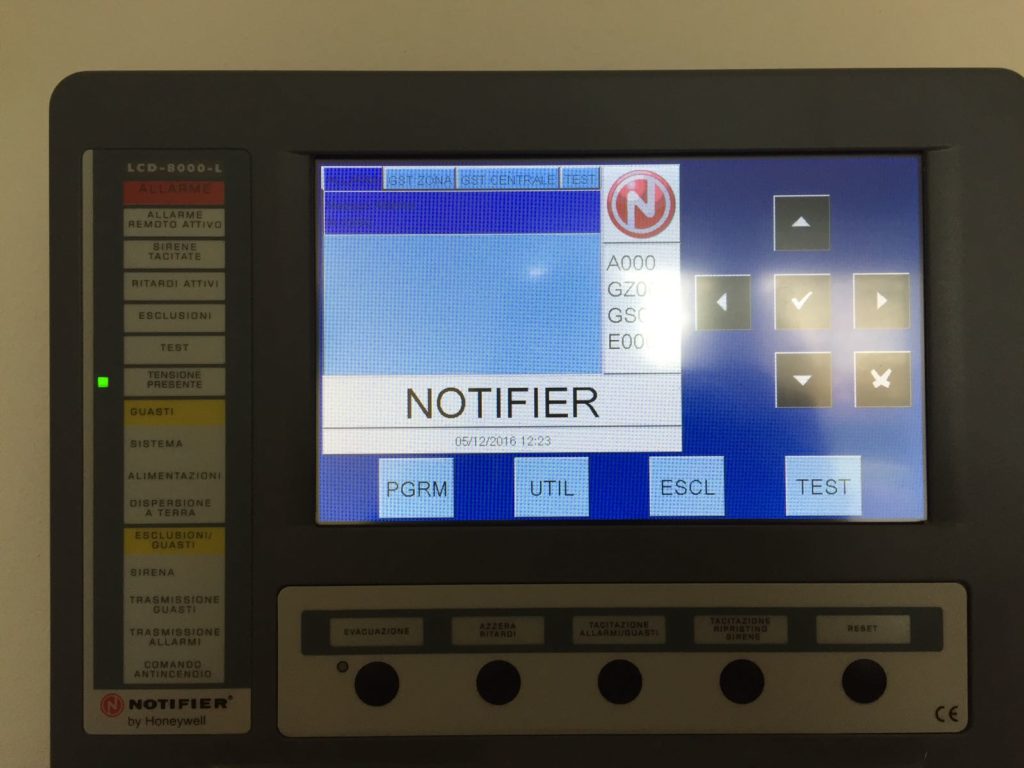 LCD-8000-L
ALLARME
ALLARME
REMOTO ATTIVO
SIRENE
TACITATE
RITARDI ATTIVI
ESCLUSIONI
TEST
TENSIONE
PRESENTE
GUASTI
SISTEMA
ALIMENTAZIONI
DISPERSIONE
A TERRA
ESCLUSIONI/
GUASTI
SIRENA
TRASMISSIONE
GUASTI
TRASMISSIONE
ALLARMI
COMANDO
ANTINCENDIO
N NOTIFIER®
by Honeywell
GST ZONA GST CENTRALE TEST
N
A000
NOTIFIER
05/12/2016 12:23
PGRM UTIL ESCL TEST
EVACUAZIONE
AZZERA
RITARDI
TACITAZIONE
ALLARMI/GUASTI
TACITAZIONE
RIPRISTINO
SIRENE
RESET
CE